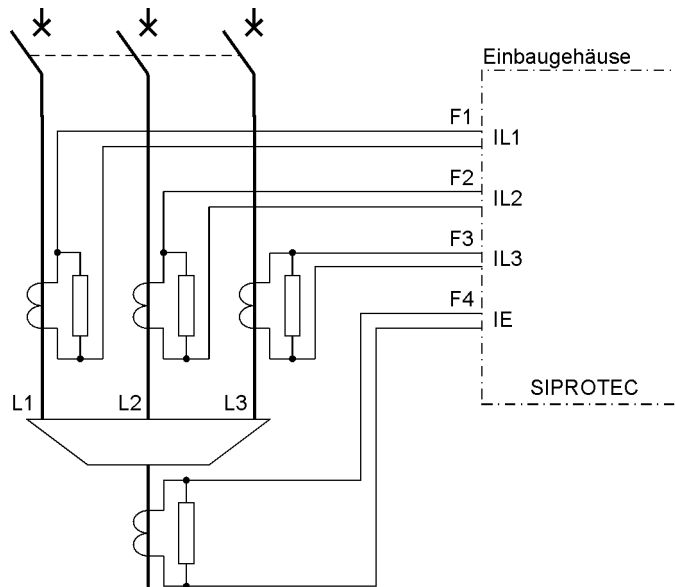 Einbaugehäuse
F1
IL1
F2
IL2
F3
IL3
F4
IE
SIPROTEC
L1 L2 L3